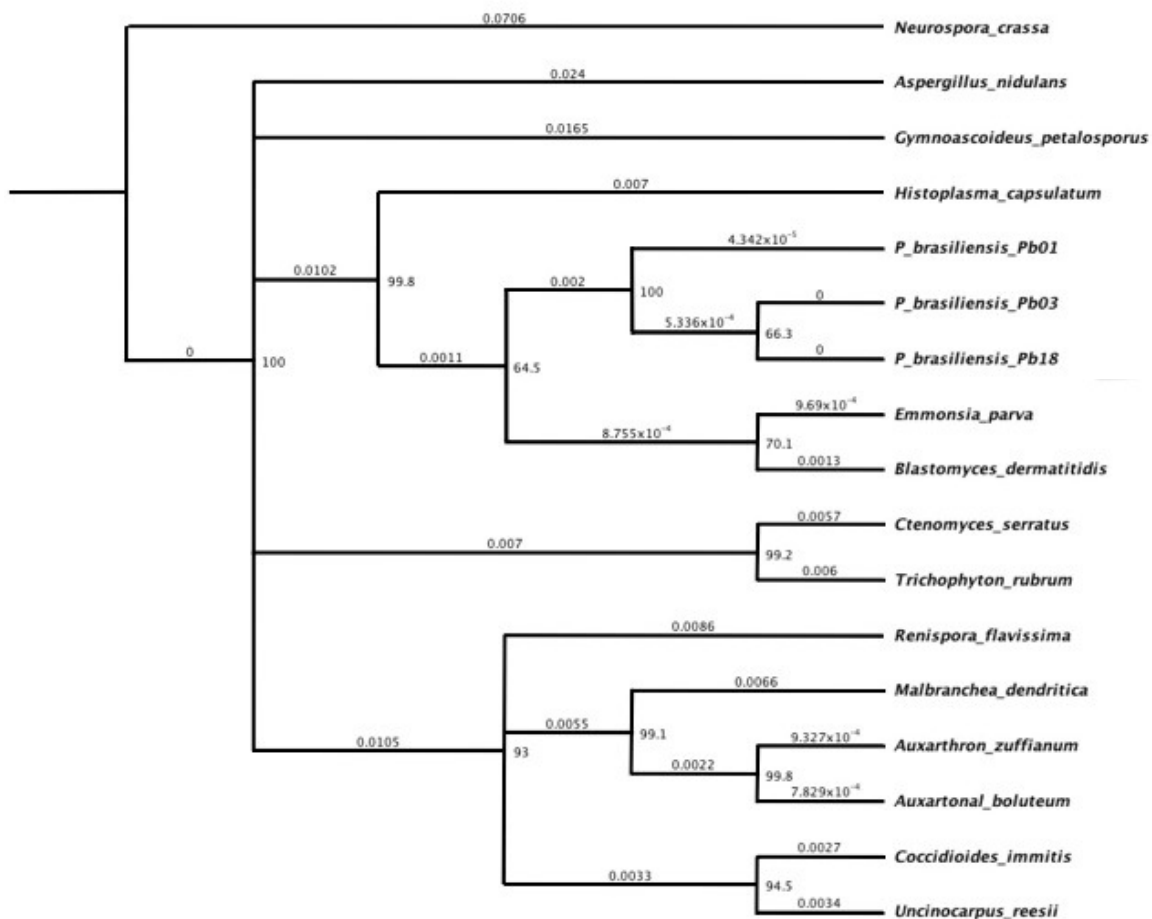 0.0706
Neurospora_crassa
0.024
Aspergillus_nidulans
0.0165
Gymnoascoideus_petalosporus
0.007
Histoplasma_capsulatum
4.342x10⁻⁵
P_brasiliensis_Pb01
0.0102
99.8
0.002
100
0
P_brasiliensis_Pb03
5.336x10⁻⁴
66.3
0
P_brasiliensis_Pb18
0
100
0.0011
64.5
9.69x10⁻⁴
Emmonsia_parva
8.755x10⁻⁴
70.1
0.0013
Blastomyces_dermatitidis
0.0057
Ctenomyces_serratus
0.007
99.2
0.006
Trichophyton_rubrum
0.0086
Renispora_flavissima
0.0066
Malbranchea_dendritica
0.0055
99.1
9.327x10⁻⁴
Auxarthron_zuffianum
0.0105
93
0.0022
99.8
7.829x10⁻⁴
Auxartonal_boluteum
0.0027
Coccidioides_immitis
0.0033
94.5
0.0034
Uncinocarpus_reesii